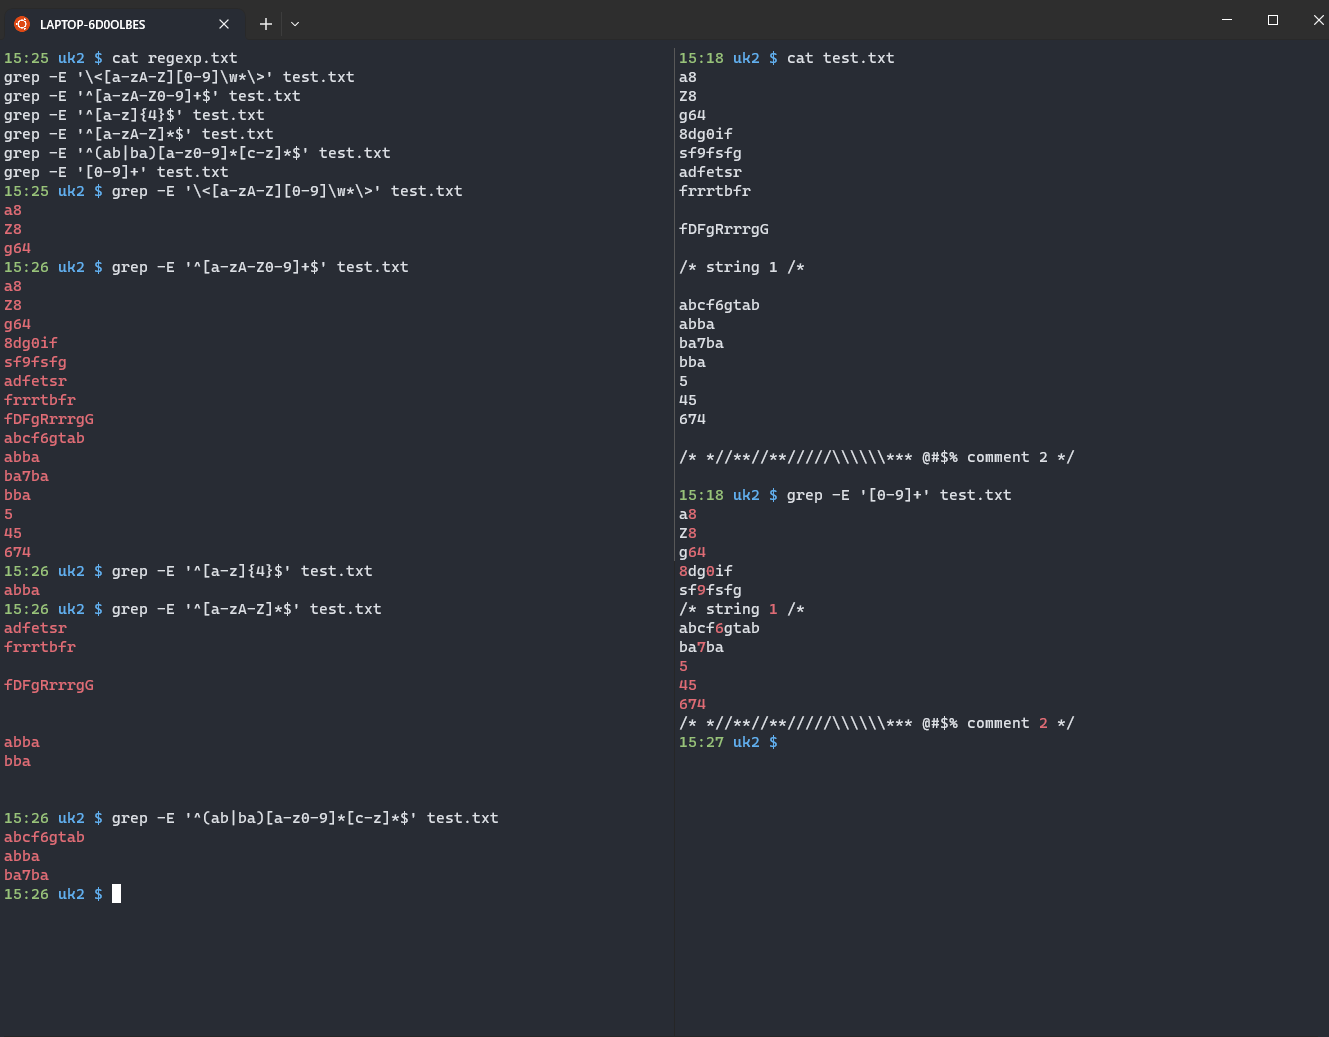 LAPTOP-6D0OLBES
15:25 uk2 $ cat regexp.txt
grep -E '\<[a-zA-Z][0-9]\w*\>' test.txt
grep -E '^[a-zA-Z0-9]+$' test.txt
grep -E '^[a-z]{4}$' test.txt
grep -E '^[a-zA-Z]*$' test.txt
grep -E '^(ab|ba)[a-z0-9]*[c-z]*$' test.txt
grep -E '[0-9]+' test.txt
15:25 uk2 $ grep -E '\<[a-zA-Z][0-9]\w*\>' test.txt
a8
Z8
g64
15:26 uk2 $ grep -E '^[a-zA-Z0-9]+$' test.txt
a8
Z8
g64
8dg0if
sf9fsfg
adfetsr
frrrtbfr
fDFgRrrrgG
abcf6gtab
abba
ba7ba
bba
5
45
674
15:26 uk2 $ grep -E '^[a-z]{4}$' test.txt
abba
15:26 uk2 $ grep -E '^[a-zA-Z]*$' test.txt
adfetsr
frrrtbfr

fDFgRrrrgG


abba
bba


15:26 uk2 $ grep -E '^(ab|ba)[a-z0-9]*[c-z]*$' test.txt
abcf6gtab
abba
ba7ba
15:26 uk2 $
15:18 uk2 $ cat test.txt
a8
Z8
g64
8dg0if
sf9fsfg
adfetsr
frrrtbfr

fDFgRrrrgG

/* string 1 /*

abcf6gtab
abba
ba7ba
bba
5
45
674

/* *//**//**/////\\\\\\*** @#$% comment 2 */

15:18 uk2 $ grep -E '[0-9]+' test.txt
a8
Z8
g64
8dg0if
sf9fsfg
/* string 1 /*
abcf6gtab
ba7ba
5
45
674
/* *//**//**/////\\\\\\*** @#$% comment 2 */
15:27 uk2 $